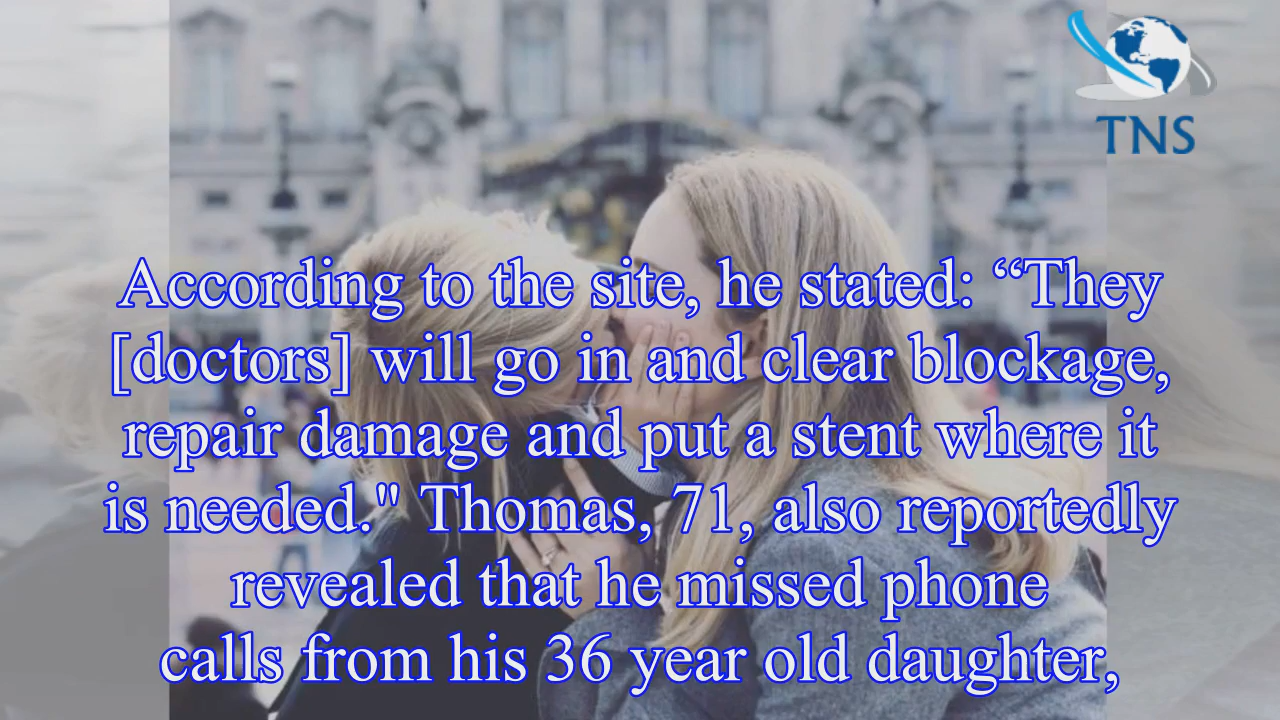 TNS
According to the site, he stated: “They
[doctors] will go in and clear blockage,
repair damage and put a stent where it
is needed." Thomas, 71, also reportedly
revealed that he missed phone
calls from his 36 year old daughter,